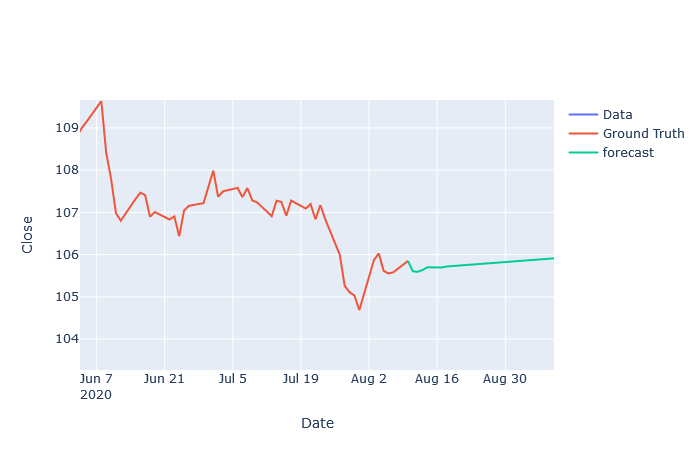 Data
Ground Truth
forecast
109
108
107
106
105
104
Close
Jun 7 Jun 21 Jul 5 Jul 19 Aug 2 Aug 16 Aug 30
2020
Date